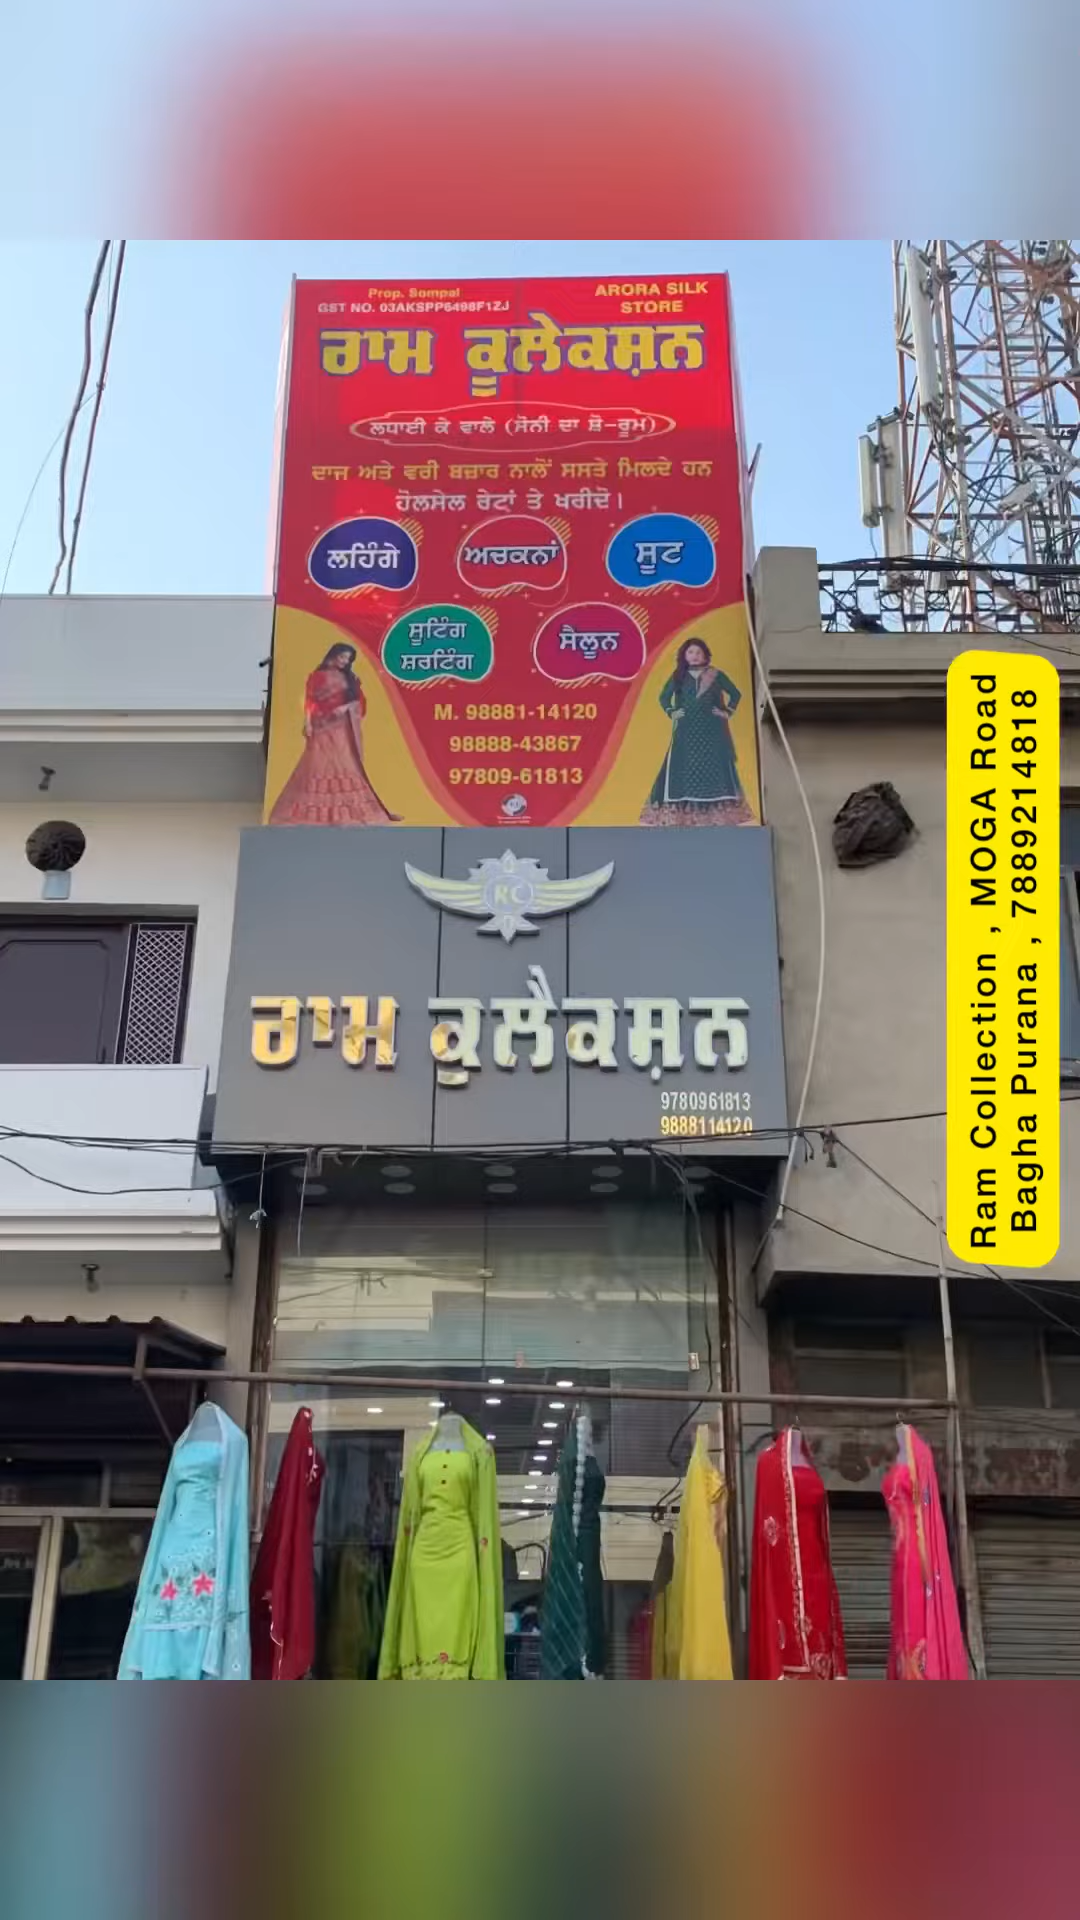 Prop. Sompal
GST NO. 03AKSPP6498F1ZJ
ARORA SILK
STORE
ਰਾਮ ਕੂਲੇਕਸ਼ਨ
ਲਧਾਈ ਕੇ ਵਾਲੇ (ਸੋਨੀ ਦਾ ਸ਼ੋ-ਰੂਮ)
ਦਾਜ ਅਤੇ ਵਰੀ ਬਜ਼ਾਰ ਨਾਲੋਂ ਸਸਤੇ ਮਿਲਦੇ ਹਨ
ਹੋਲਸੇਲ ਰੇਟਾਂ ਤੇ ਖਰੀਦੋ।
ਲਹਿੰਗੇ
ਅਚਕਨਾਂ
ਸੂਟ
ਸ਼ੂਟਿੰਗ
ਸ਼ਰਟਿੰਗ
ਸੈਲੂਨ
M. 98881-14120
98888-43867
97809-61813
RC
ਰਾਮ ਕੁਲੈਕਸ਼ਨ
9780961813
9888114120
Ram Collection , MOGA Road
Bagha Purana , 7889214818